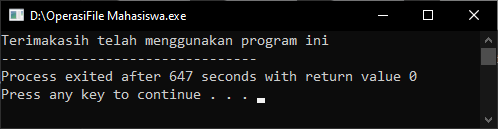 D:\OperasiFile Mahasiswa.exe
Terimakasih telah menggunakan program ini
--------------------------------
Process exited after 647 seconds with return value 0
Press any key to continue . . .